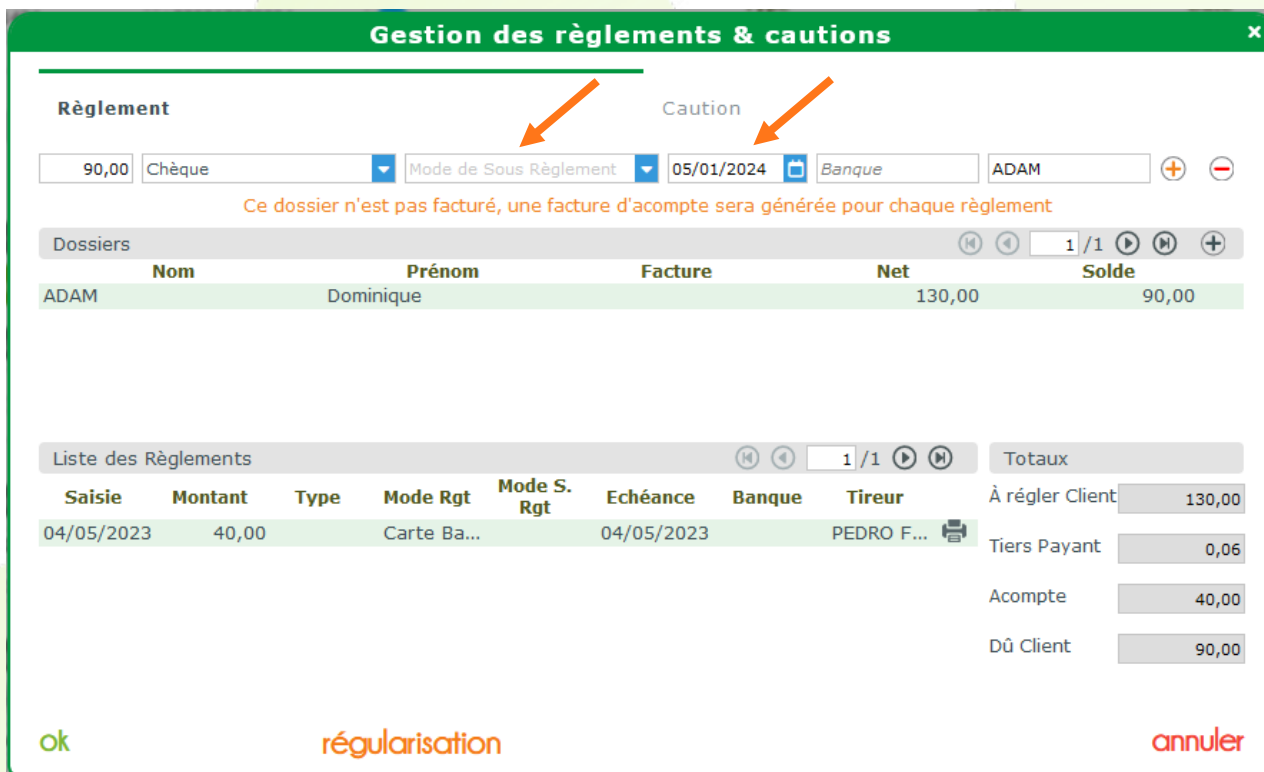 Gestion des règlements & cautions x
Règlement Caution
90,00 Chèque Mode de Sous Règlement 05/01/2024 Banque ADAM
Ce dossier n'est pas facturé, une facture d'acompte sera générée pour chaque règlement
Dossiers 1 /1
Nom Prénom Facture Net Solde
ADAM Dominique 130,00 90,00
Liste des Règlements 1 /1 Totaux
Saisie Montant Type Mode Rgt Mode S. Rgt Echéance Banque Tireur
04/05/2023 40,00 Carte Ba... 04/05/2023 PEDRO F...
À régler Client 130,00
Tiers Payant 0,06
Acompte 40,00
Dû Client 90,00
ok régularisation annuler